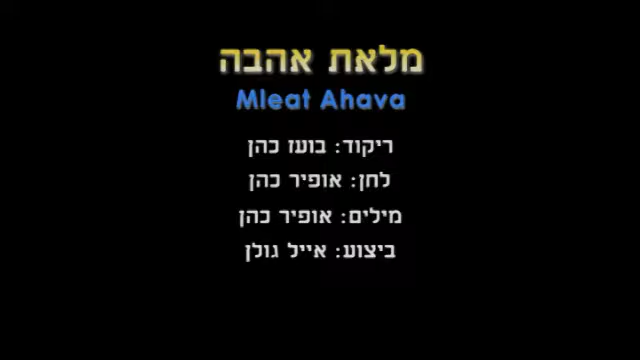 מלאת אהבה
Mleat Ahava
ריקוד: בועז כהן
לחן: אופיר כהן
מילים: אופיר כהן
ביצוע: אייל גולן